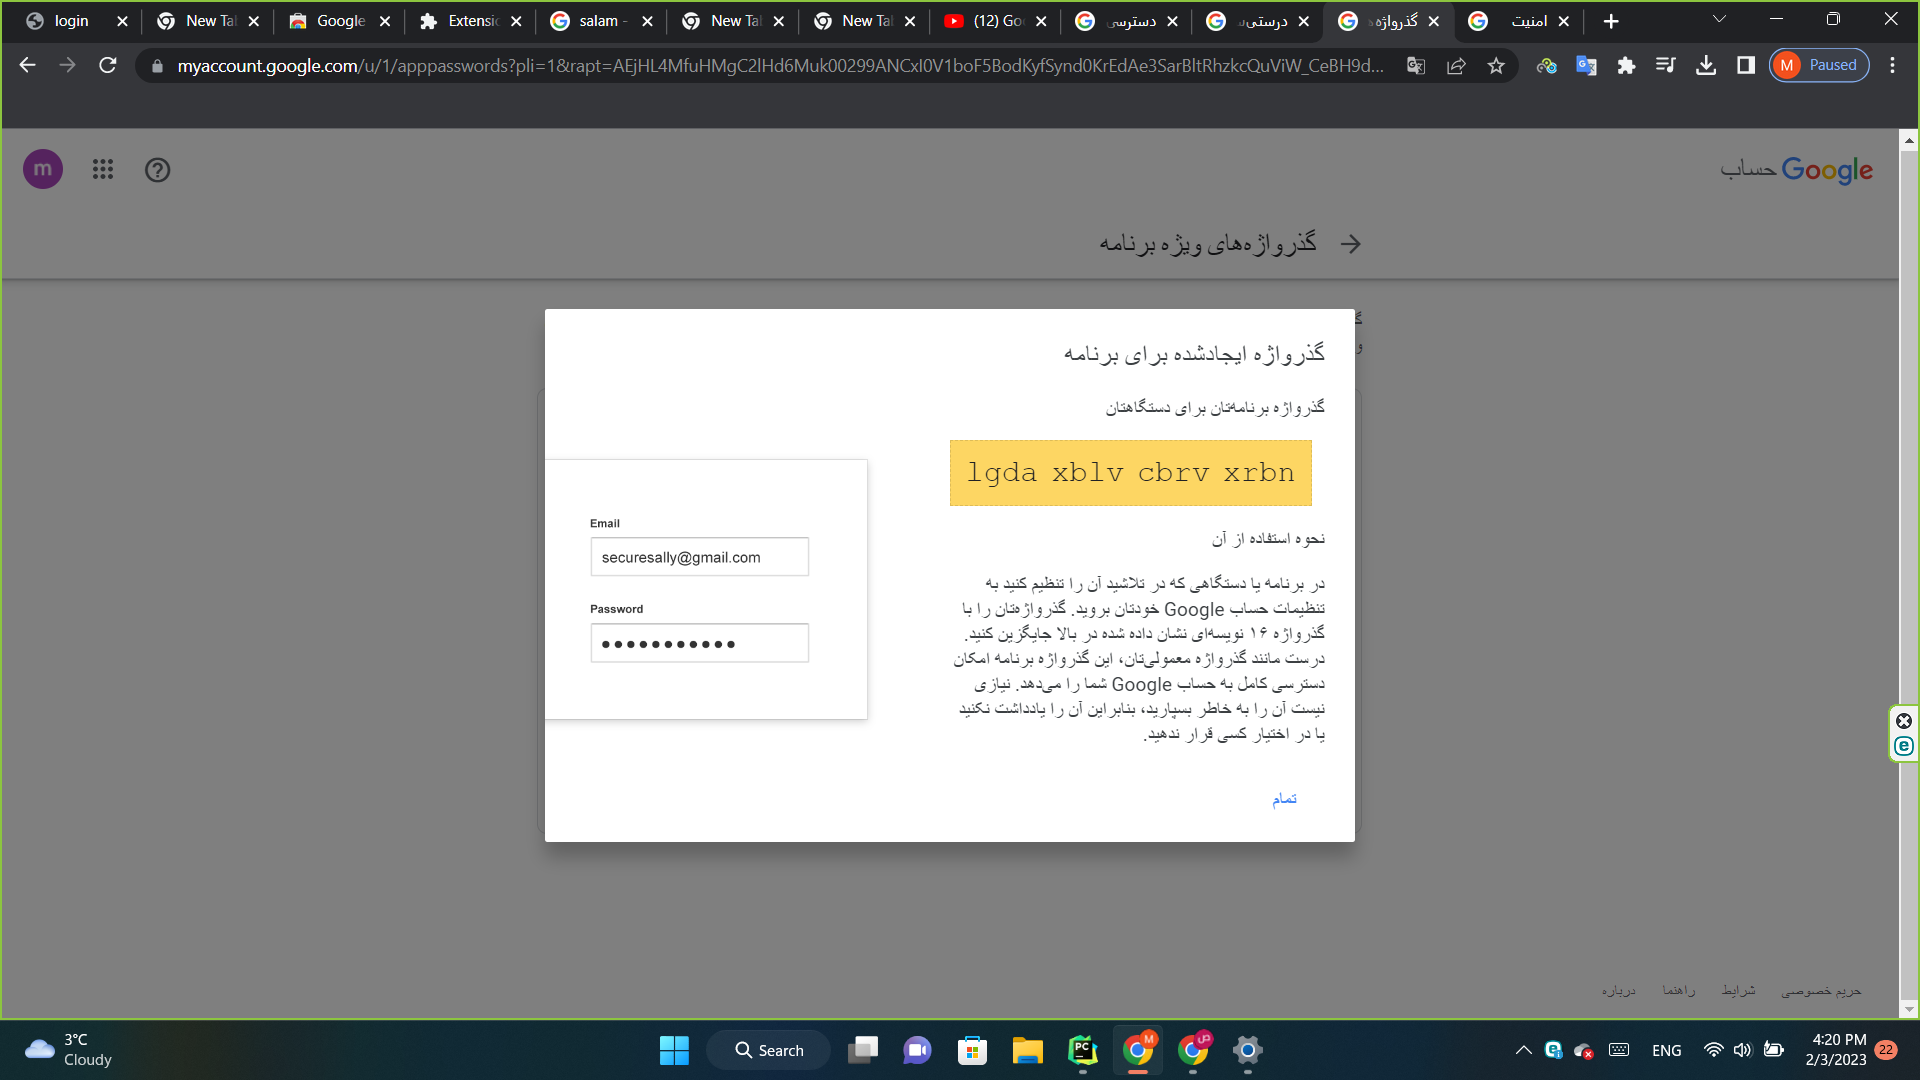 login
New Tal
Google
Extensic
salam -
New Tal
New Tal
(12) Go
دسترسی
درستی‌س
گذرواژه‌ه
امنیت
myaccount.google.com/u/1/apppasswords?pli=1&rapt=AEjHL4MfuHMgC2lHd6Muk00299ANCxI0V1boF5BodKyfSynd0KrEdAe3SarBltRhzkcQuViW_CeBH9d...
M Paused
m
Google حساب
گذرواژه‌های ویژه برنامه
گذرواژه ایجادشده برای برنامه
گذرواژه برنامه‌تان برای دستگاهتان
lgda xblv cbrv xrbn
Email
securesally@gmail.com
Password
نحوه استفاده از آن
در برنامه یا دستگاهی که در تلاشید آن را تنظیم کنید به
تنظیمات حساب Google خودتان بروید. گذرواژه‌تان را با
گذرواژه ۱۶ نویسه‌ای نشان داده شده در بالا جایگزین کنید.
درست مانند گذرواژه معمولی‌تان، این گذرواژه برنامه امکان
دسترسی کامل به حساب Google شما را می‌دهد. نیازی
نیست آن را به خاطر بسپارید، بنابراین آن را یادداشت نکنید
یا در اختیار کسی قرار ندهید.
تمام
حریم خصوصی
شرایط
راهنما
درباره
3°C
Cloudy
Search
ENG
4:20 PM
2/3/2023
22